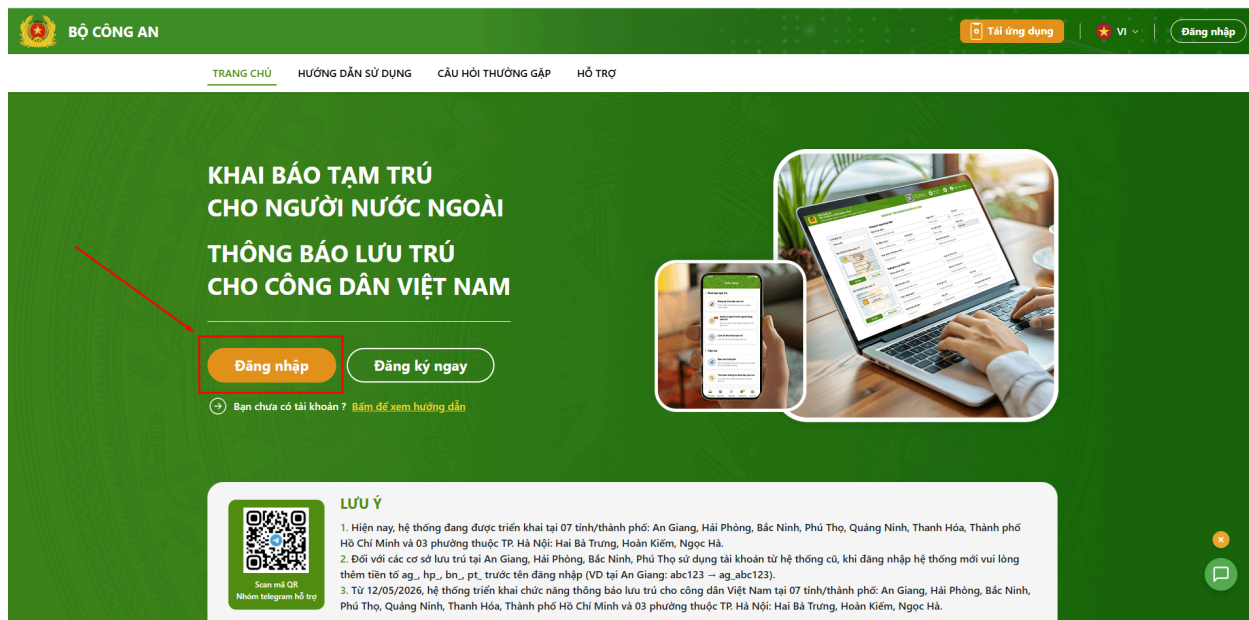 BỘ CÔNG AN
Tải ứng dụng
VI
Đăng nhập
TRANG CHỦ
HƯỚNG DẪN SỬ DỤNG
CÂU HỎI THƯỜNG GẶP
HỖ TRỢ
KHAI BÁO TẠM TRÚ
CHO NGƯỜI NƯỚC NGOÀI
THÔNG BÁO LƯU TRÚ
CHO CÔNG DÂN VIỆT NAM
Đăng nhập
Đăng ký ngay
Bạn chưa có tài khoản ? Bấm để xem hướng dẫn
LƯU Ý
1. Hiện nay, hệ thống đang được triển khai tại 07 tỉnh/thành phố: An Giang, Hải Phòng, Bắc Ninh, Phú Thọ, Quảng Ninh, Thanh Hóa, Thành phố
Hồ Chí Minh và 03 phường thuộc TP. Hà Nội: Hai Bà Trưng, Hoàn Kiếm, Ngọc Hà.
2. Đối với các cơ sở lưu trú tại An Giang, Hải Phòng, Bắc Ninh, Phú Thọ sử dụng tài khoản từ hệ thống cũ, khi đăng nhập hệ thống mới vui lòng
thêm tiền tố ag_, hp_, bn_, pt_ trước tên đăng nhập (VD tại An Giang: abc123 → ag_abc123).
3. Từ 12/05/2026, hệ thống triển khai chức năng thông báo lưu trú cho công dân Việt Nam tại 07 tỉnh/thành phố: An Giang, Hải Phòng, Bắc Ninh,
Phú Thọ, Quảng Ninh, Thanh Hóa, Thành phố Hồ Chí Minh và 03 phường thuộc TP. Hà Nội: Hai Bà Trưng, Hoàn Kiếm, Ngọc Hà.
Scan mã QR
Nhóm telegram hỗ trợ